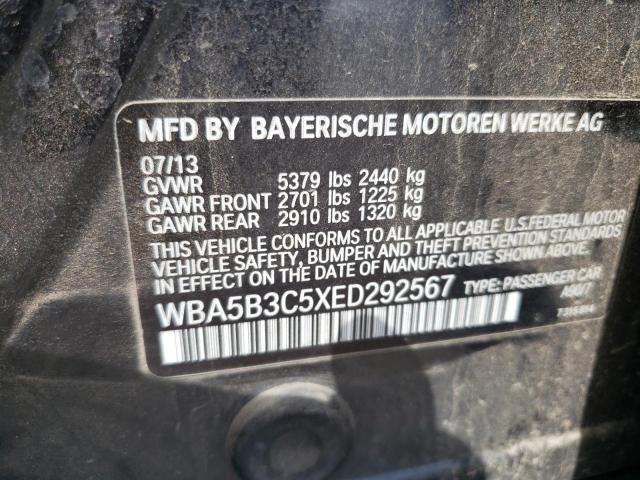 MFD BY BAYERISCHE MOTOREN WERKE AG
07/13
GVWR 5379 lbs 2440 kg
GAWR FRONT 2701 lbs 1225 kg
GAWR REAR 2910 lbs 1320 kg
THIS VEHICLE CONFORMS TO ALL APPLICABLE U.S.FEDERAL MOTOR
VEHICLE SAFETY, BUMPER AND THEFT PREVENTION STANDARDS
IN EFFECT ON THE DATE OF MANUFACTURE SHOWN ABOVE.
WBA5B3C5XED292567 TYPE: PASSENGER CAR
A90/7